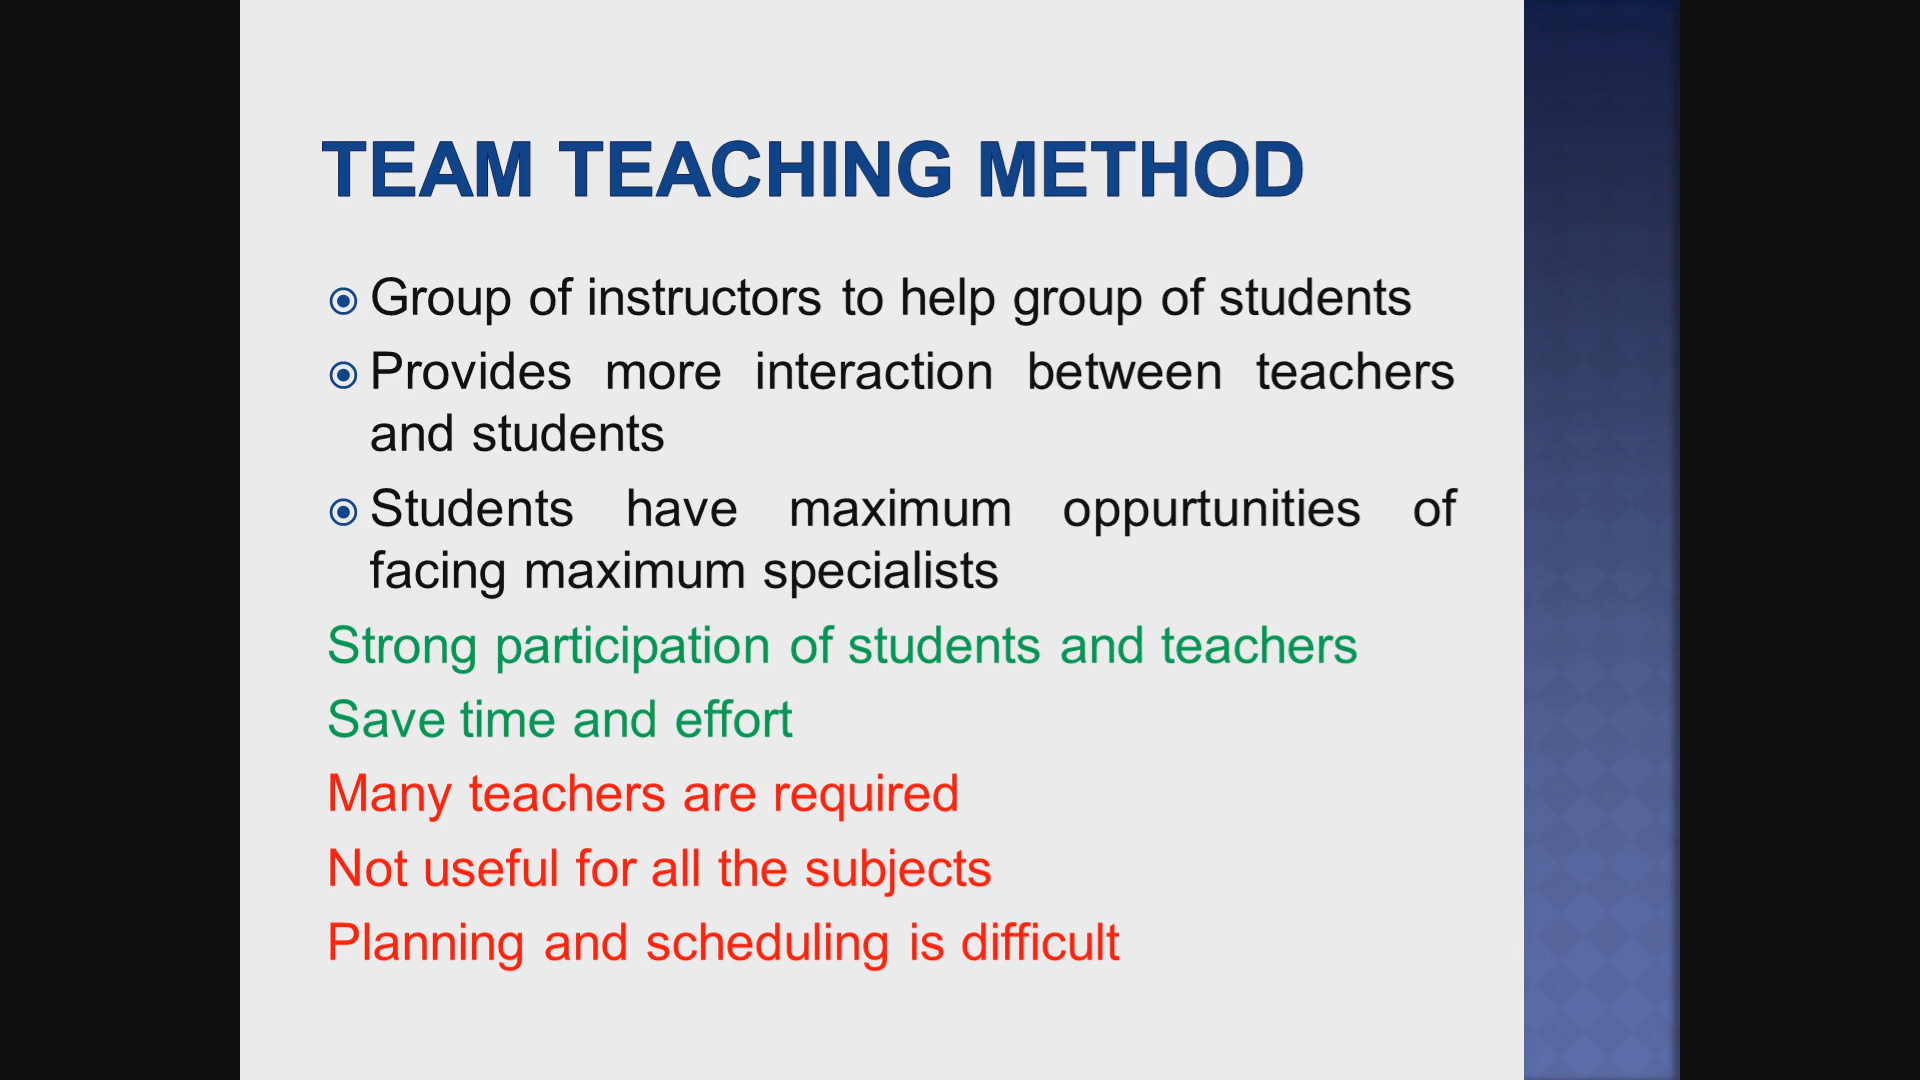 TEAM TEACHING METHOD
Group of instructors to help group of students
Provides more interaction between teachers
and students
Students have maximum oppurtunities of
facing maximum specialists
Strong participation of students and teachers
Save time and effort
Many teachers are required
Not useful for all the subjects
Planning and scheduling is difficult